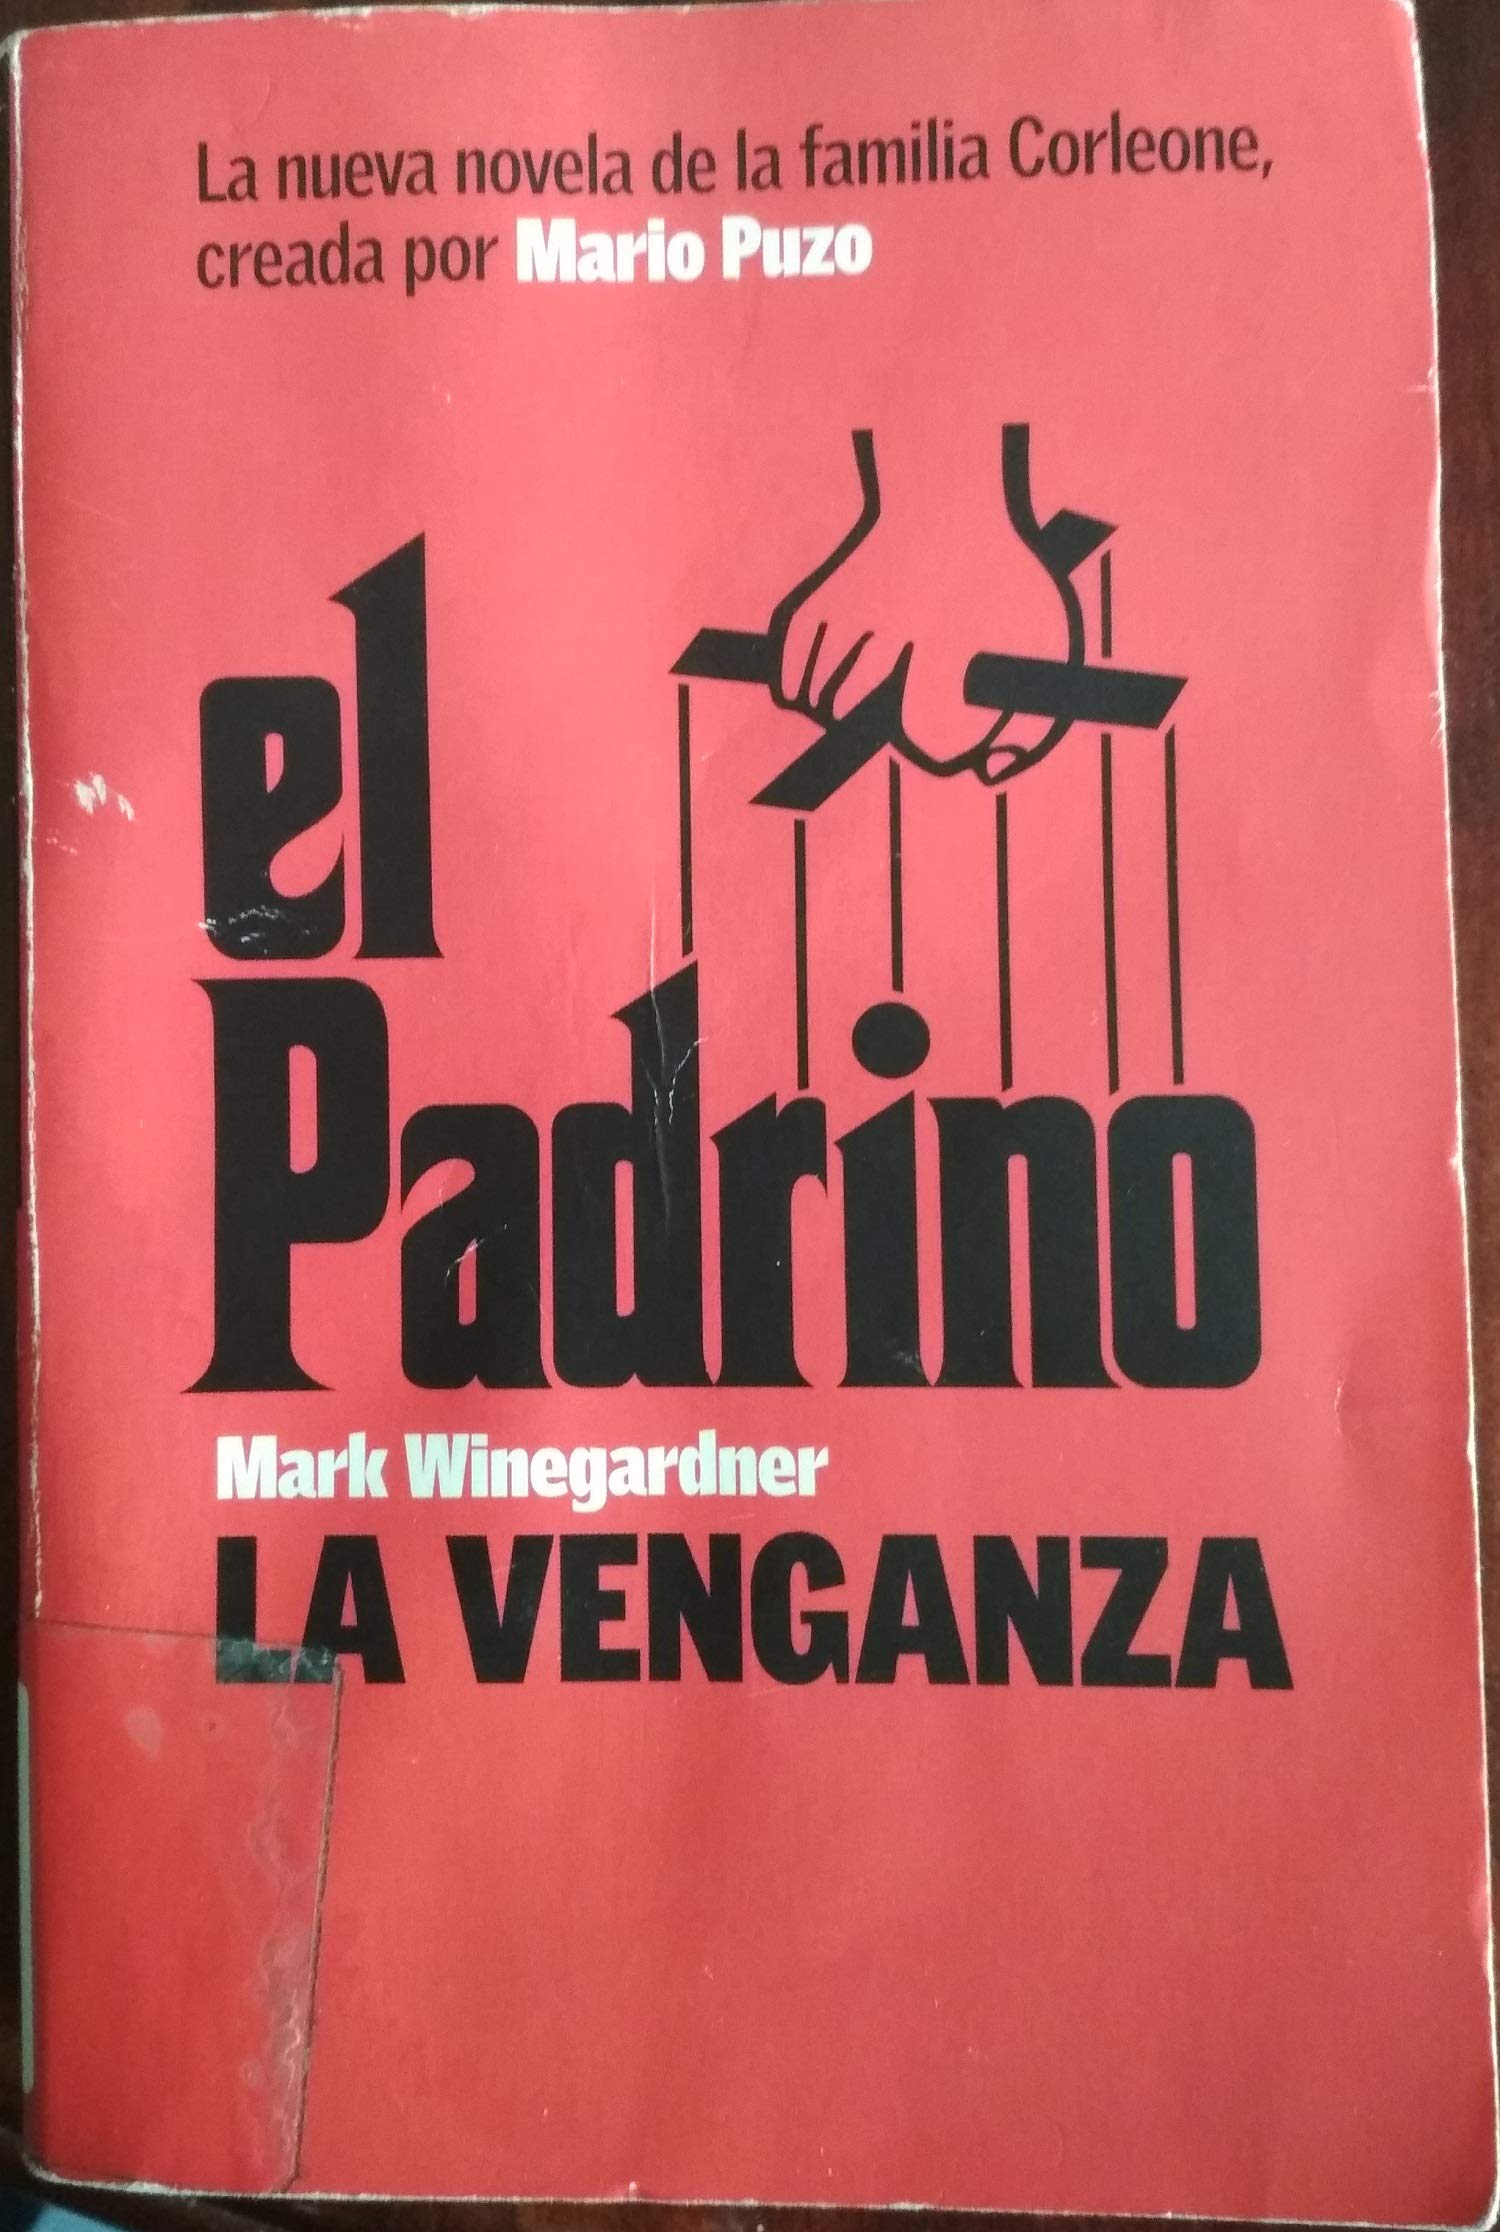 La nueva novela de la familia Corleone,
creada por Mario Puzo
el
Padrino
Mark Winegardner
LA VENGANZA